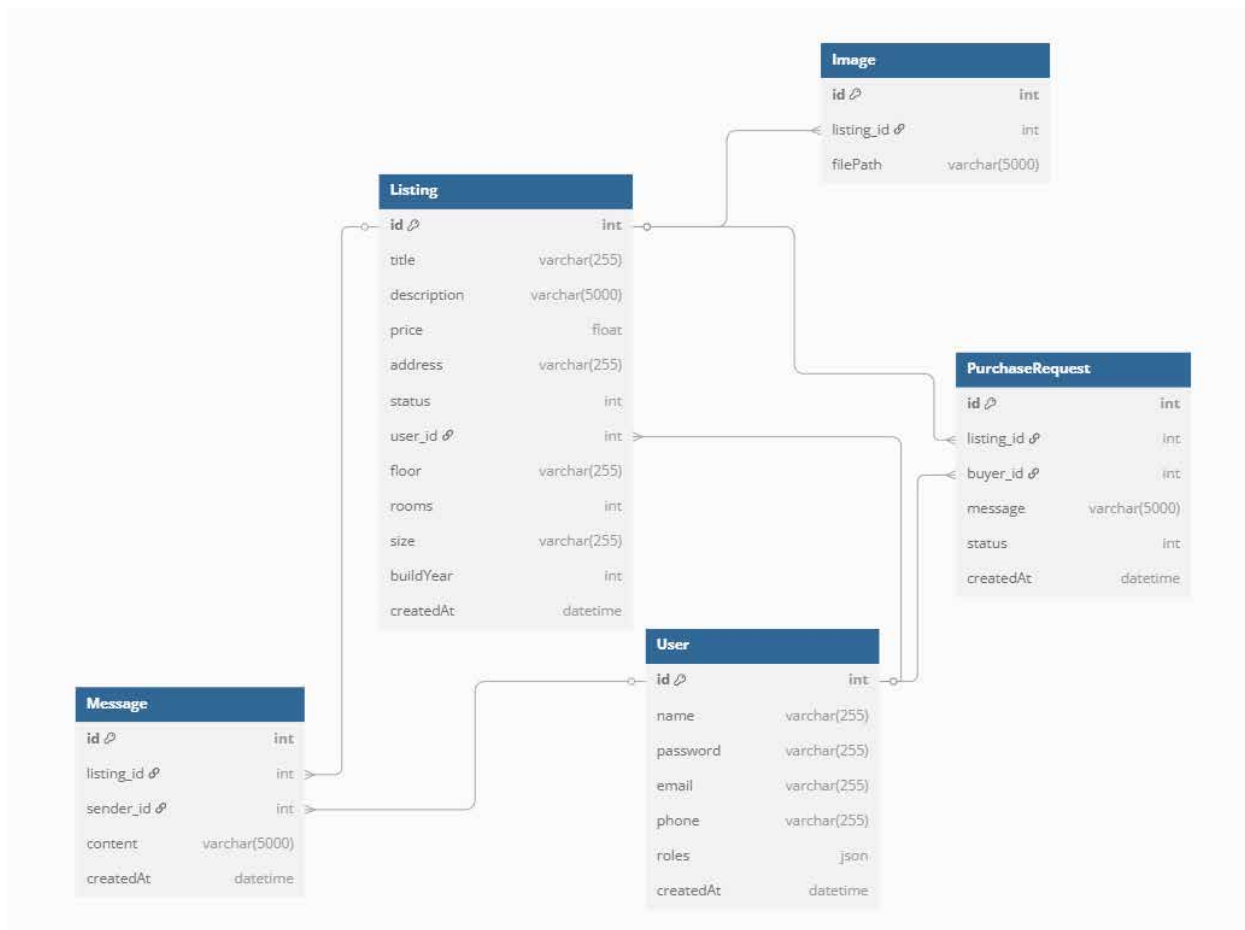 Image
id int
listing_id int
filePath varchar(5000)
Listing
id int
title varchar(255)
description varchar(5000)
price float
address varchar(255)
status int
user_id int
floor varchar(255)
rooms int
size varchar(255)
buildYear int
createdAt datetime
PurchaseRequest
id int
listing_id int
buyer_id int
message varchar(5000)
status int
createdAt datetime
User
id int
name varchar(255)
password varchar(255)
email varchar(255)
phone varchar(255)
roles json
createdAt datetime
Message
id int
listing_id int
sender_id int
content varchar(5000)
createdAt datetime